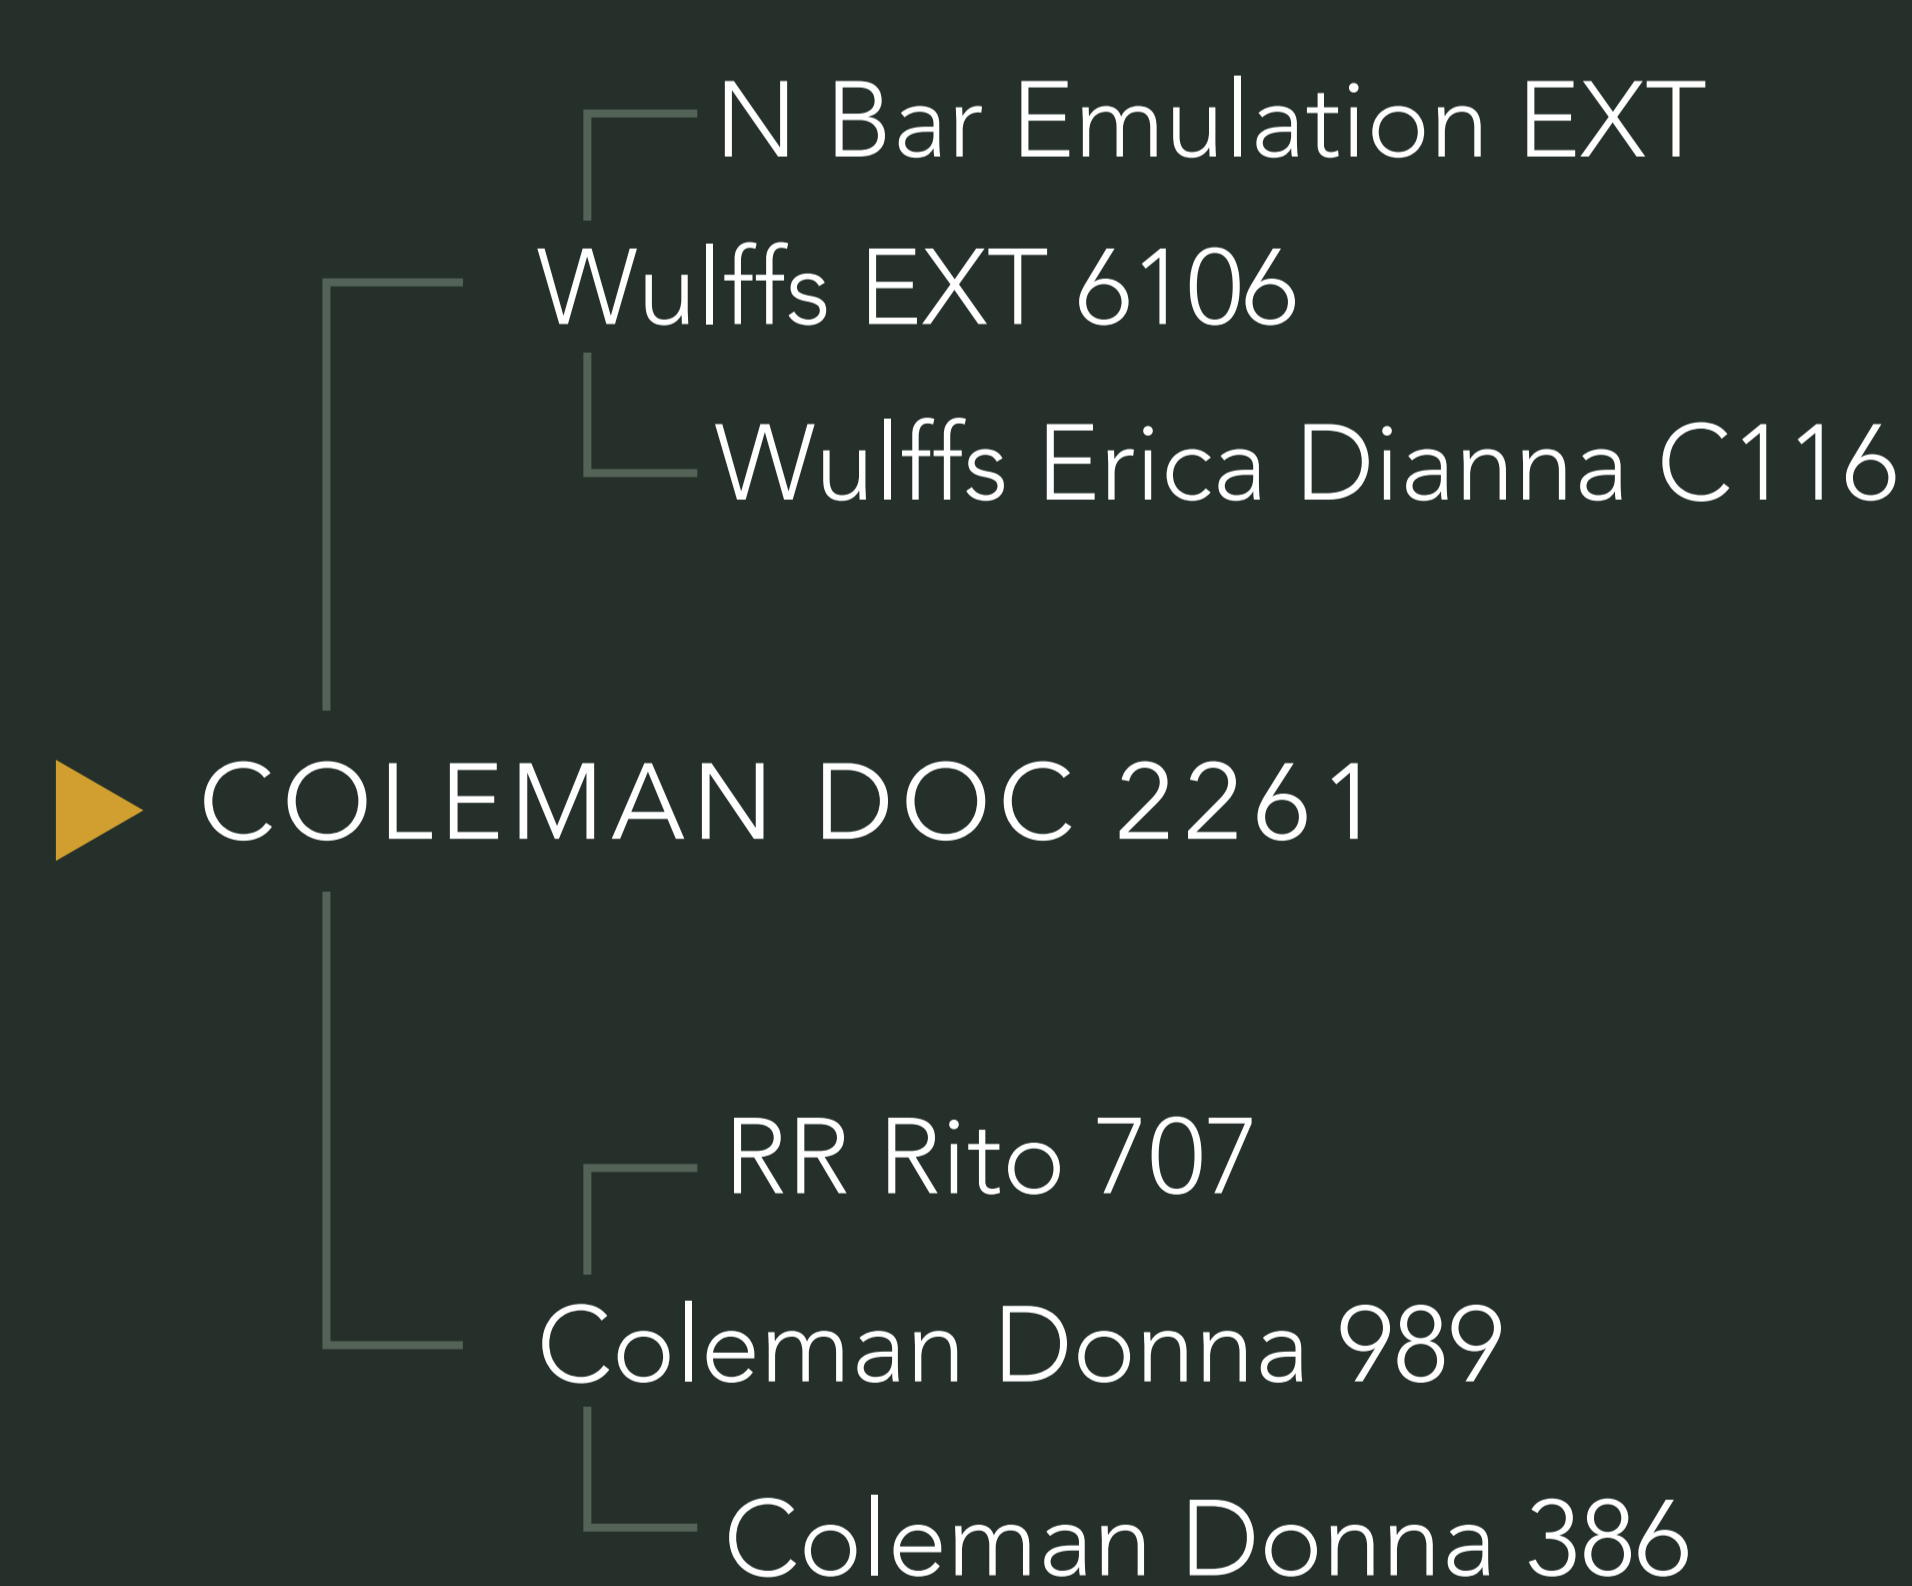 N Bar Emulation EXT
Wulffs EXT 6106
Wulffs Erica Dianna C116
COLEMAN DOC 2261
RR Rito 707
Coleman Donna 989
Coleman Donna 386